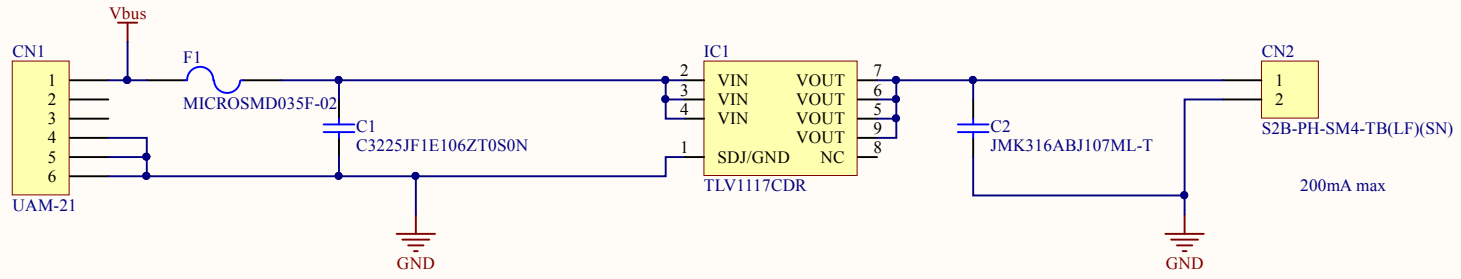 Vbus
CN1
1
2
3
4
5
6
UAM-21
F1
MICROSMD035F-02
C1
C3225JF1E106ZT0S0N
GND
IC1
2 VIN VOUT 7
3 VIN VOUT 6
4 VIN VOUT 5
VOUT 9
1 SDJ/GND NC 8
TLV1117CDR
C2
JMK316ABJ107ML-T
GND
CN2
1
2
S2B-PH-SM4-TB(LF)(SN)
200mA max